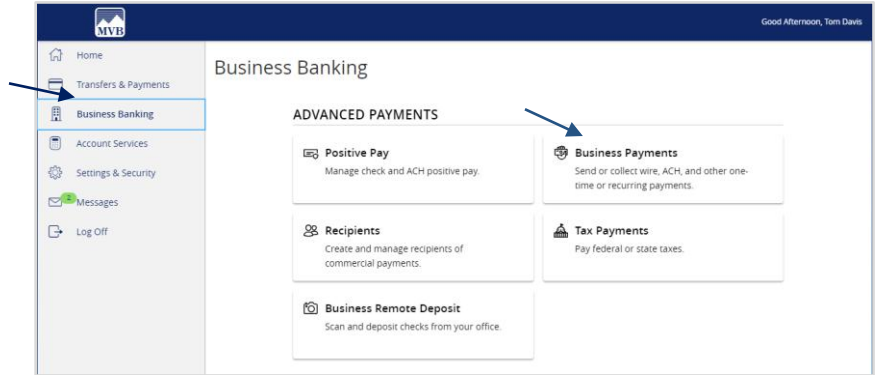 MVB
Good Afternoon, Tom Davis
Home
Transfers & Payments
Business Banking
Account Services
Settings & Security
2
Messages
Log Off
Business Banking
ADVANCED PAYMENTS
Positive Pay
Manage check and ACH positive pay.
Business Payments
Send or collect wire, ACH, and other one-
time or recurring payments.
Recipients
Create and manage recipients of
commercial payments.
Tax Payments
Pay federal or state taxes.
Business Remote Deposit
Scan and deposit checks from your office.